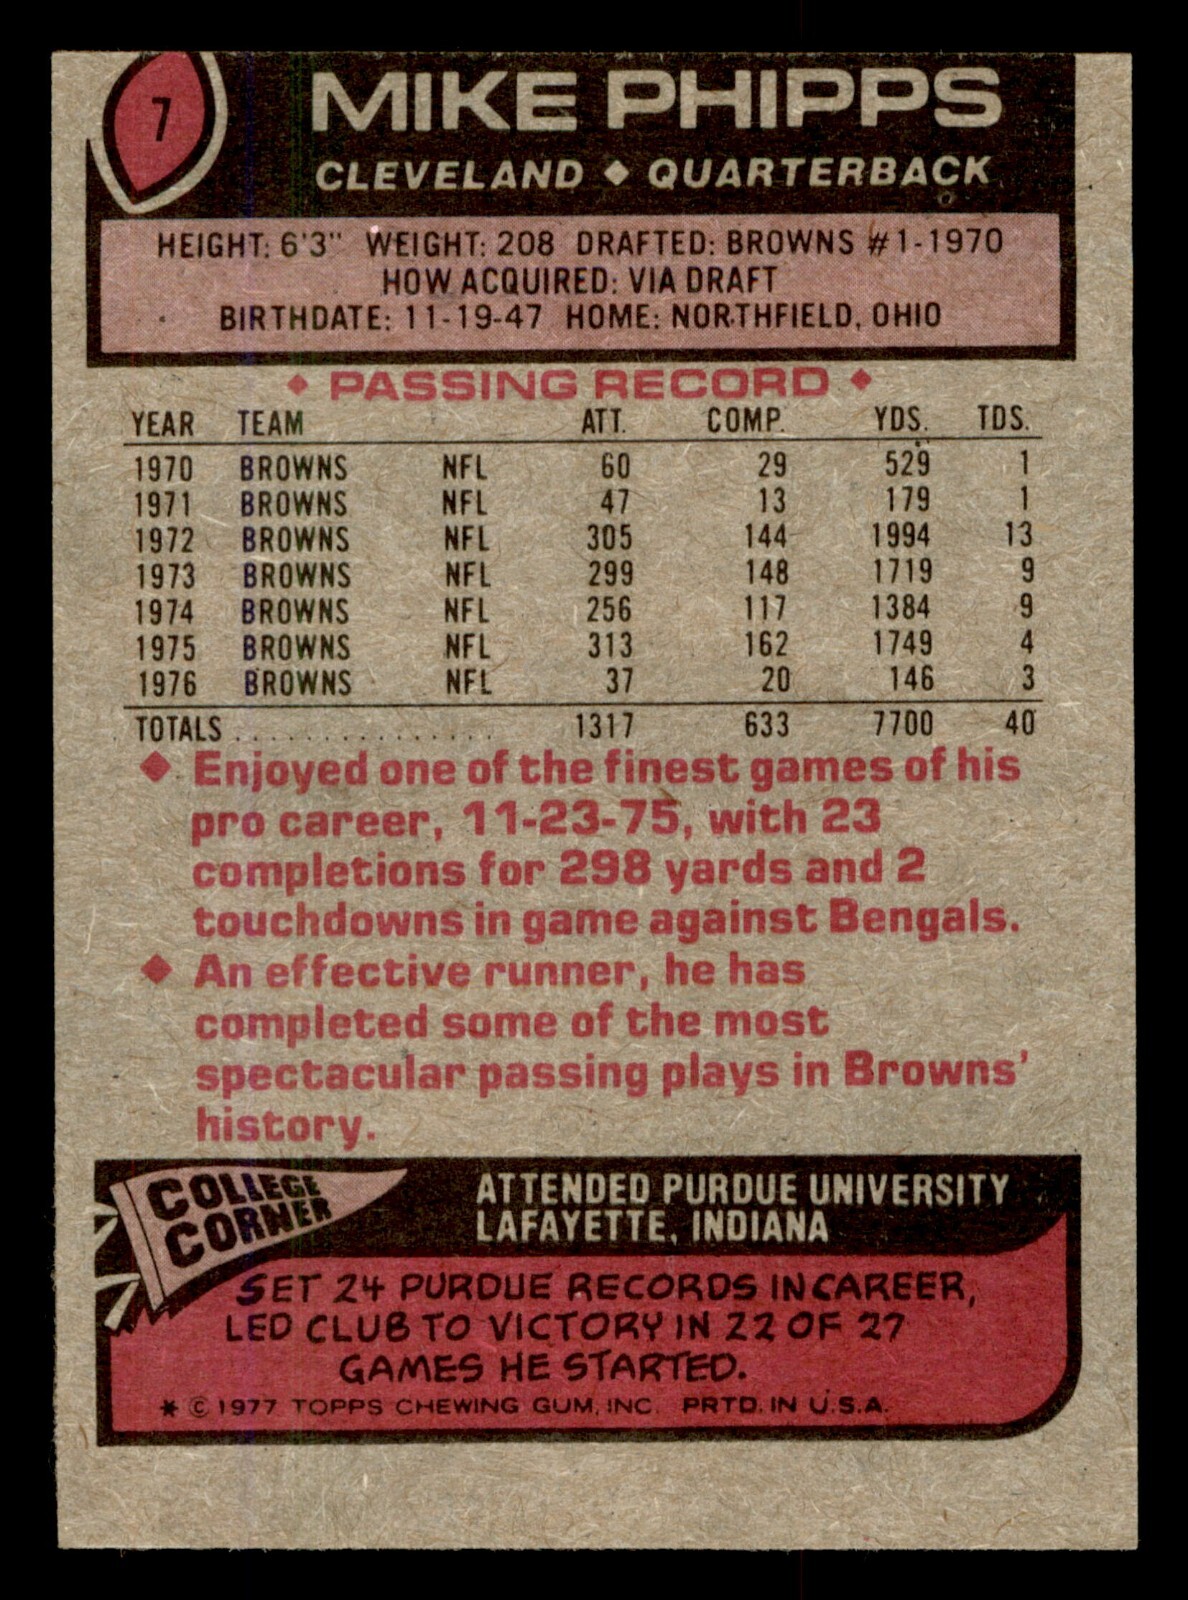 7
MIKE PHIPPS
CLEVELAND ♦ QUARTERBACK
HEIGHT: 6'3" WEIGHT: 208 DRAFTED: BROWNS #1-1970
HOW ACQUIRED: VIA DRAFT
BIRTHDATE: 11-19-47 HOME: NORTHFIELD, OHIO
♦ PASSING RECORD ♦
YEAR TEAM ATT. COMP. YDS. TDS.
1970 BROWNS NFL 60 29 529 1
1971 BROWNS NFL 47 13 179 1
1972 BROWNS NFL 305 144 1994 13
1973 BROWNS NFL 299 148 1719 9
1974 BROWNS NFL 256 117 1384 9
1975 BROWNS NFL 313 162 1749 4
1976 BROWNS NFL 37 20 146 3
TOTALS . . . . . . . . . . . . . . . 1317 633 7700 40
♦ Enjoyed one of the finest games of his
pro career, 11-23-75, with 23
completions for 298 yards and 2
touchdowns in game against Bengals.
♦ An effective runner, he has
completed some of the most
spectacular passing plays in Browns'
history.
COLLEGE
CORNER
ATTENDED PURDUE UNIVERSITY
LAFAYETTE, INDIANA
SET 24 PURDUE RECORDS IN CAREER,
LED CLUB TO VICTORY IN 22 OF 27
GAMES HE STARTED.
* © 1977 TOPPS CHEWING GUM, INC. PRTD. IN U.S.A.